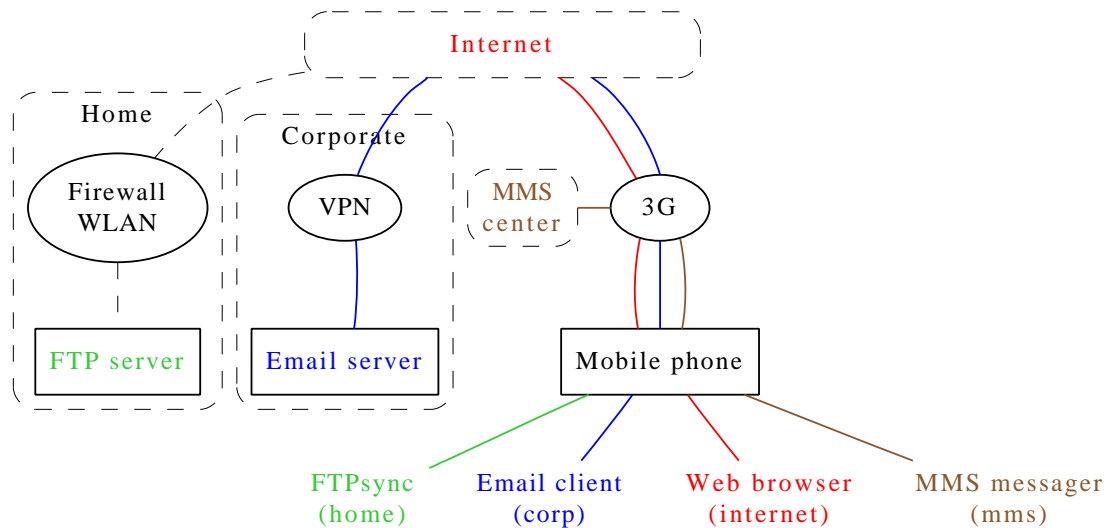 Internet
Home
Corporate
Firewall
WLAN
VPN
MMS
center
3G
FTP server
Email server
Mobile phone
FTPsync
(home)
Email client
(corp)
Web browser
(internet)
MMS messager
(mms)